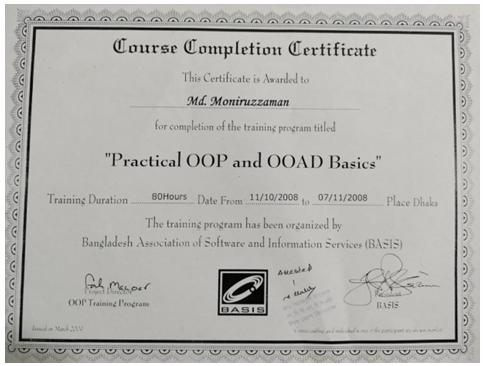 Course Completion Certificate
This Certificate is Awarded to
Md. Moniruzzaman
for completion of the training program titled
"Practical OOP and OOAD Basics"
Training Duration 80Hours Date From 11/10/2008 to 07/11/2008 Place Dhaka
The training program has been organized by
Bangladesh Association of Software and Information Services (BASIS)
Attested
Project Director
OOP Training Program
BASIS
President
BASIS